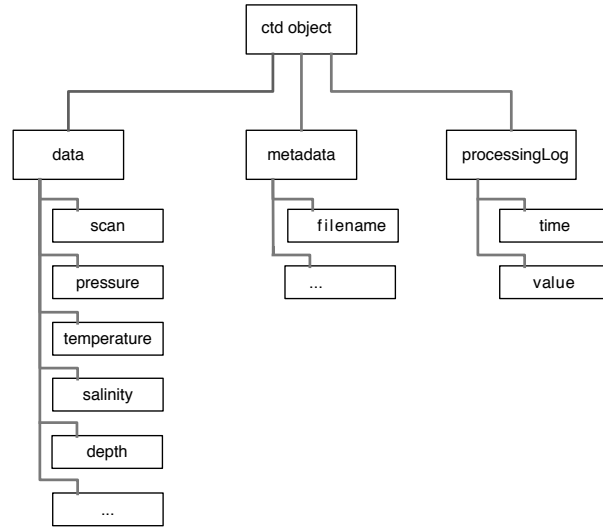 ctd object
data
metadata
processingLog
scan
pressure
temperature
salinity
depth
...
filename
...
time
value